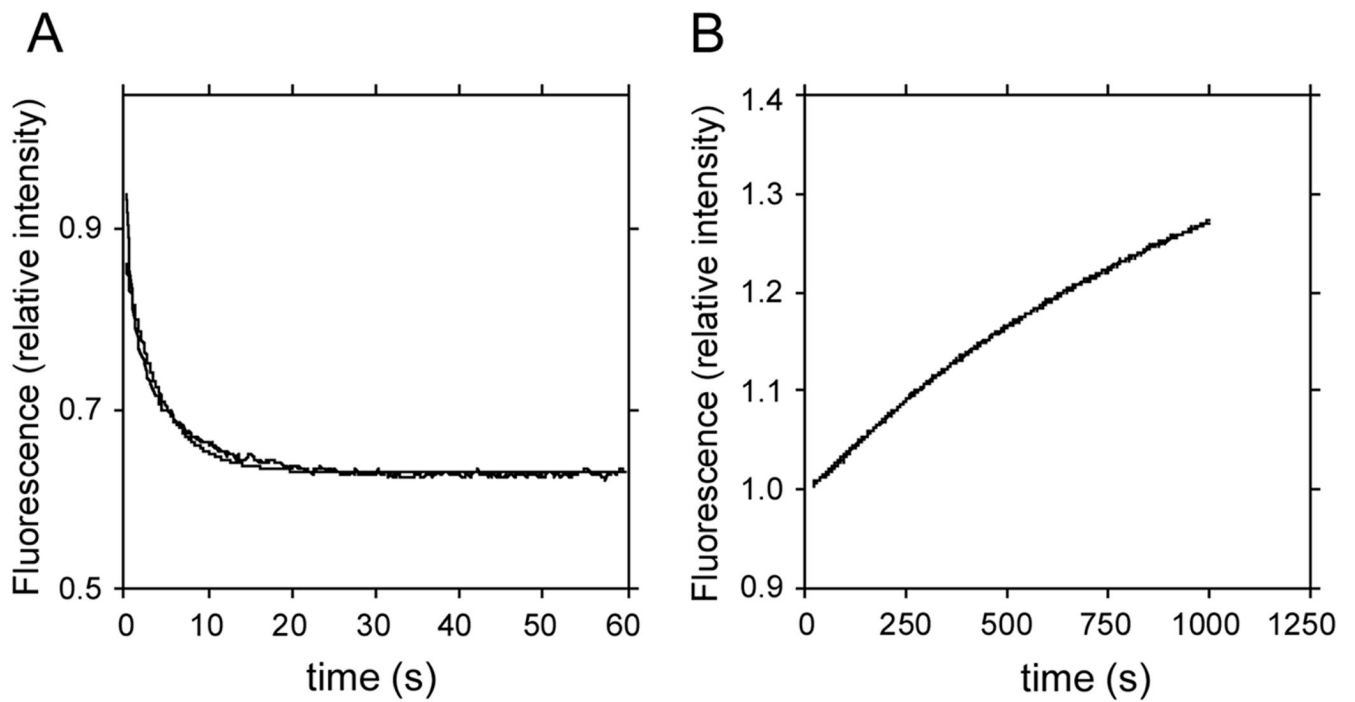 A
B
Fluorescence (relative intensity)
0.9
0.7
0.5
0 10 20 30 40 50 60
time (s)
Fluorescence (relative intensity)
1.4
1.3
1.2
1.1
1.0
0.9
0 250 500 750 1000 1250
time (s)